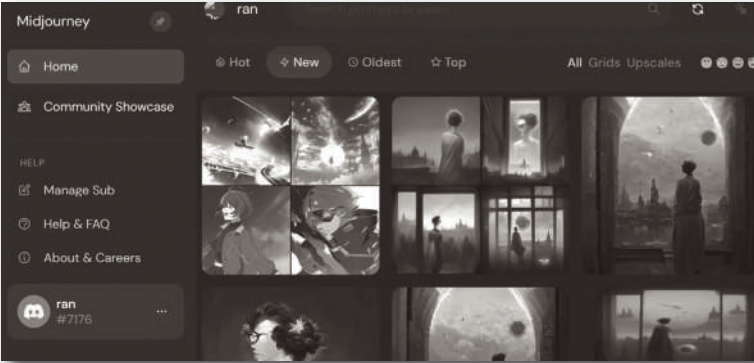 Midjourney
ran
Home
Community Showcase
HELP
Manage Sub
Help & FAQ
About & Careers
ran
#7176
Hot
New
Oldest
Top
All Grids Upscales